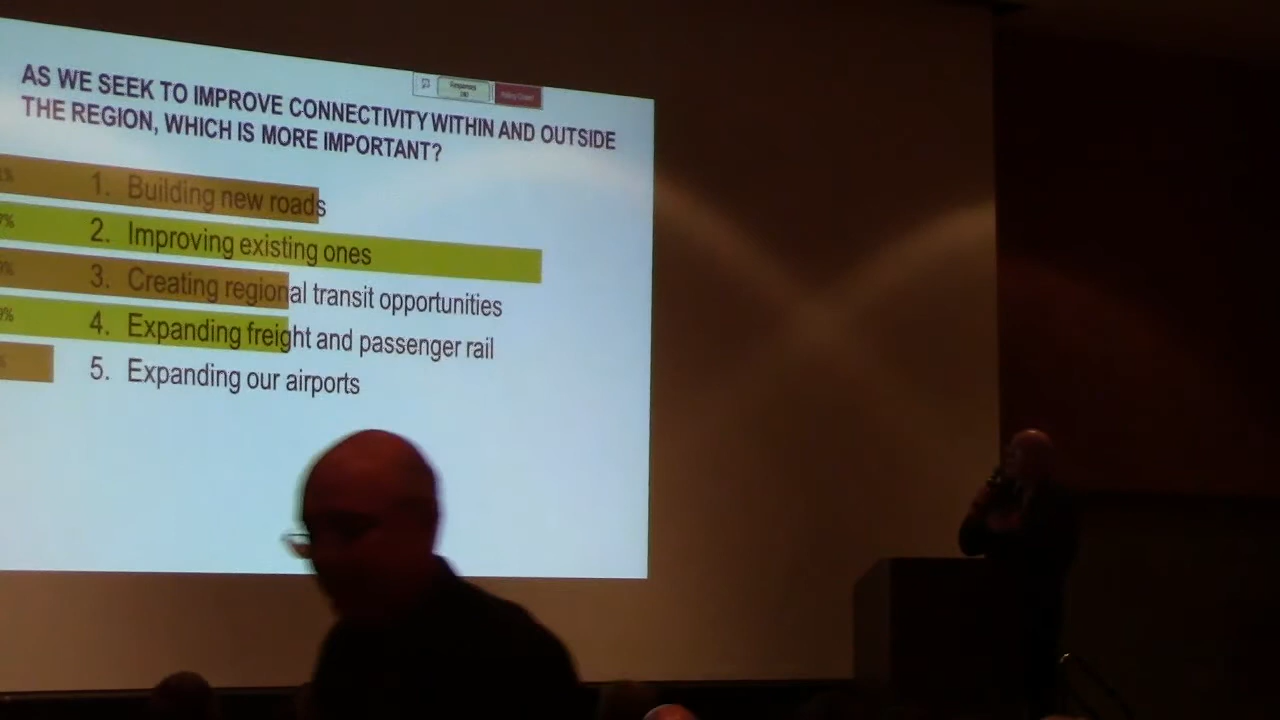 AS WE SEEK TO IMPROVE CONNECTIVITY WITHIN AND OUTSIDE
THE REGION, WHICH IS MORE IMPORTANT?
1. Building new roads
2. Improving existing ones
3. Creating regional transit opportunities
4. Expanding freight and passenger rail
5. Expanding our airports